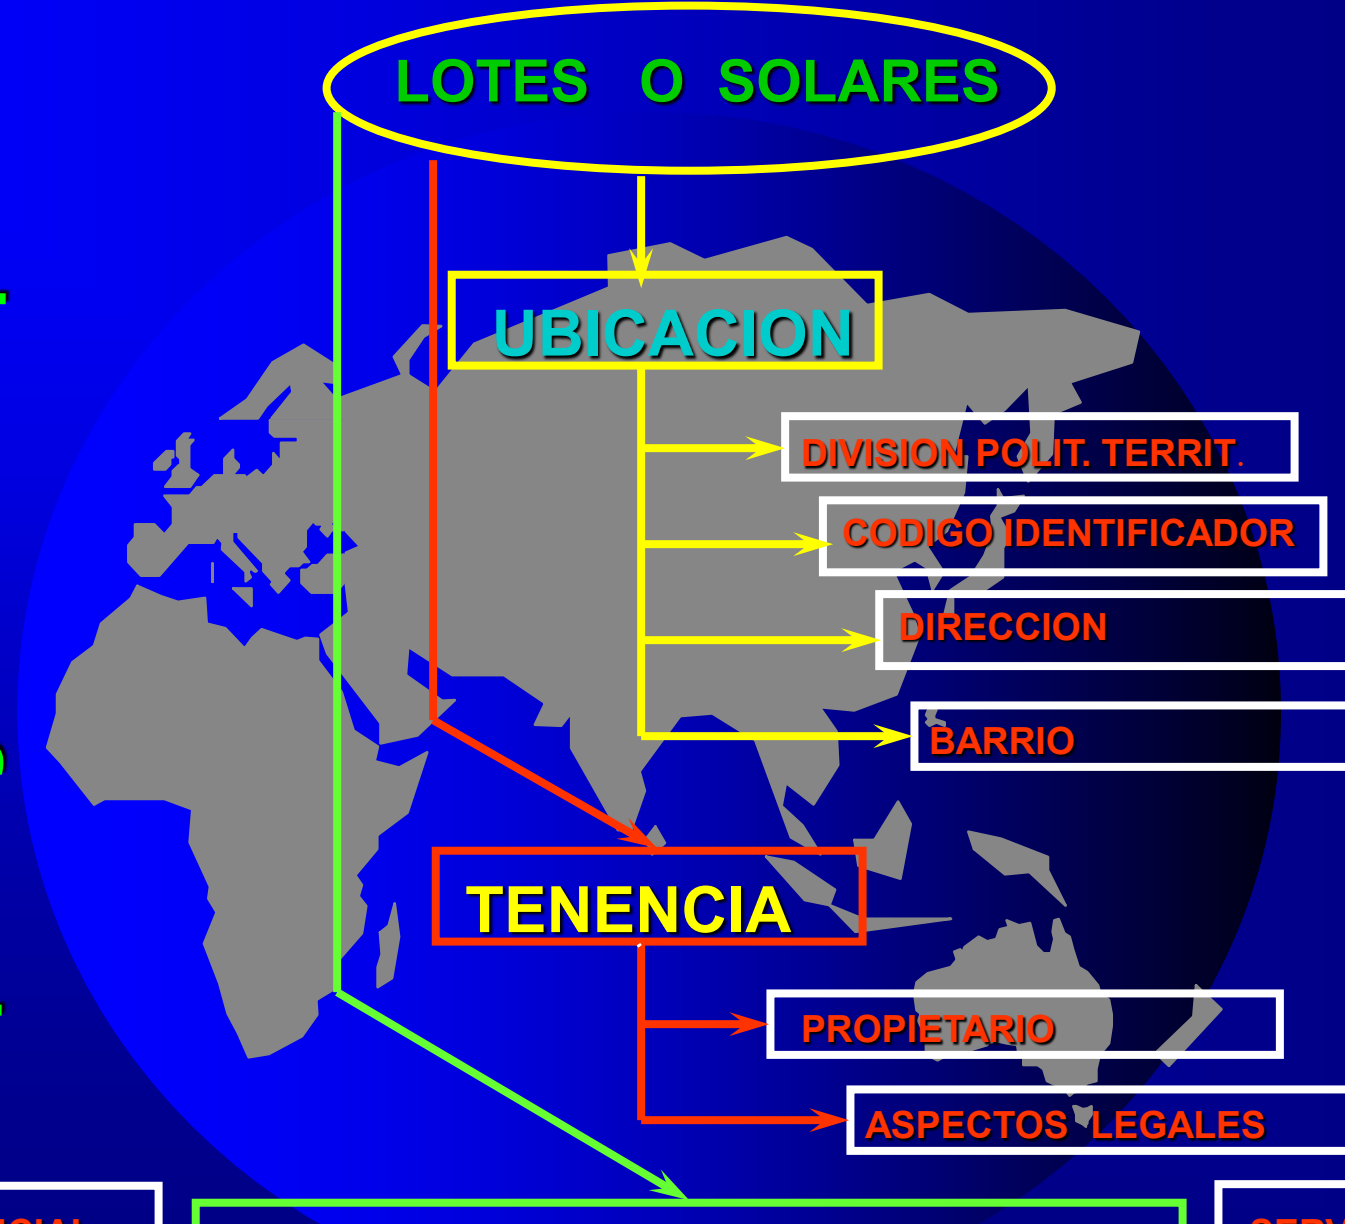 LOTES O SOLARES
UBICACION
DIVISION POLIT. TERRIT.
CODIGO IDENTIFICADOR
DIRECCION
BARRIO
TENENCIA
PROPIETARIO
ASPECTOS LEGALES